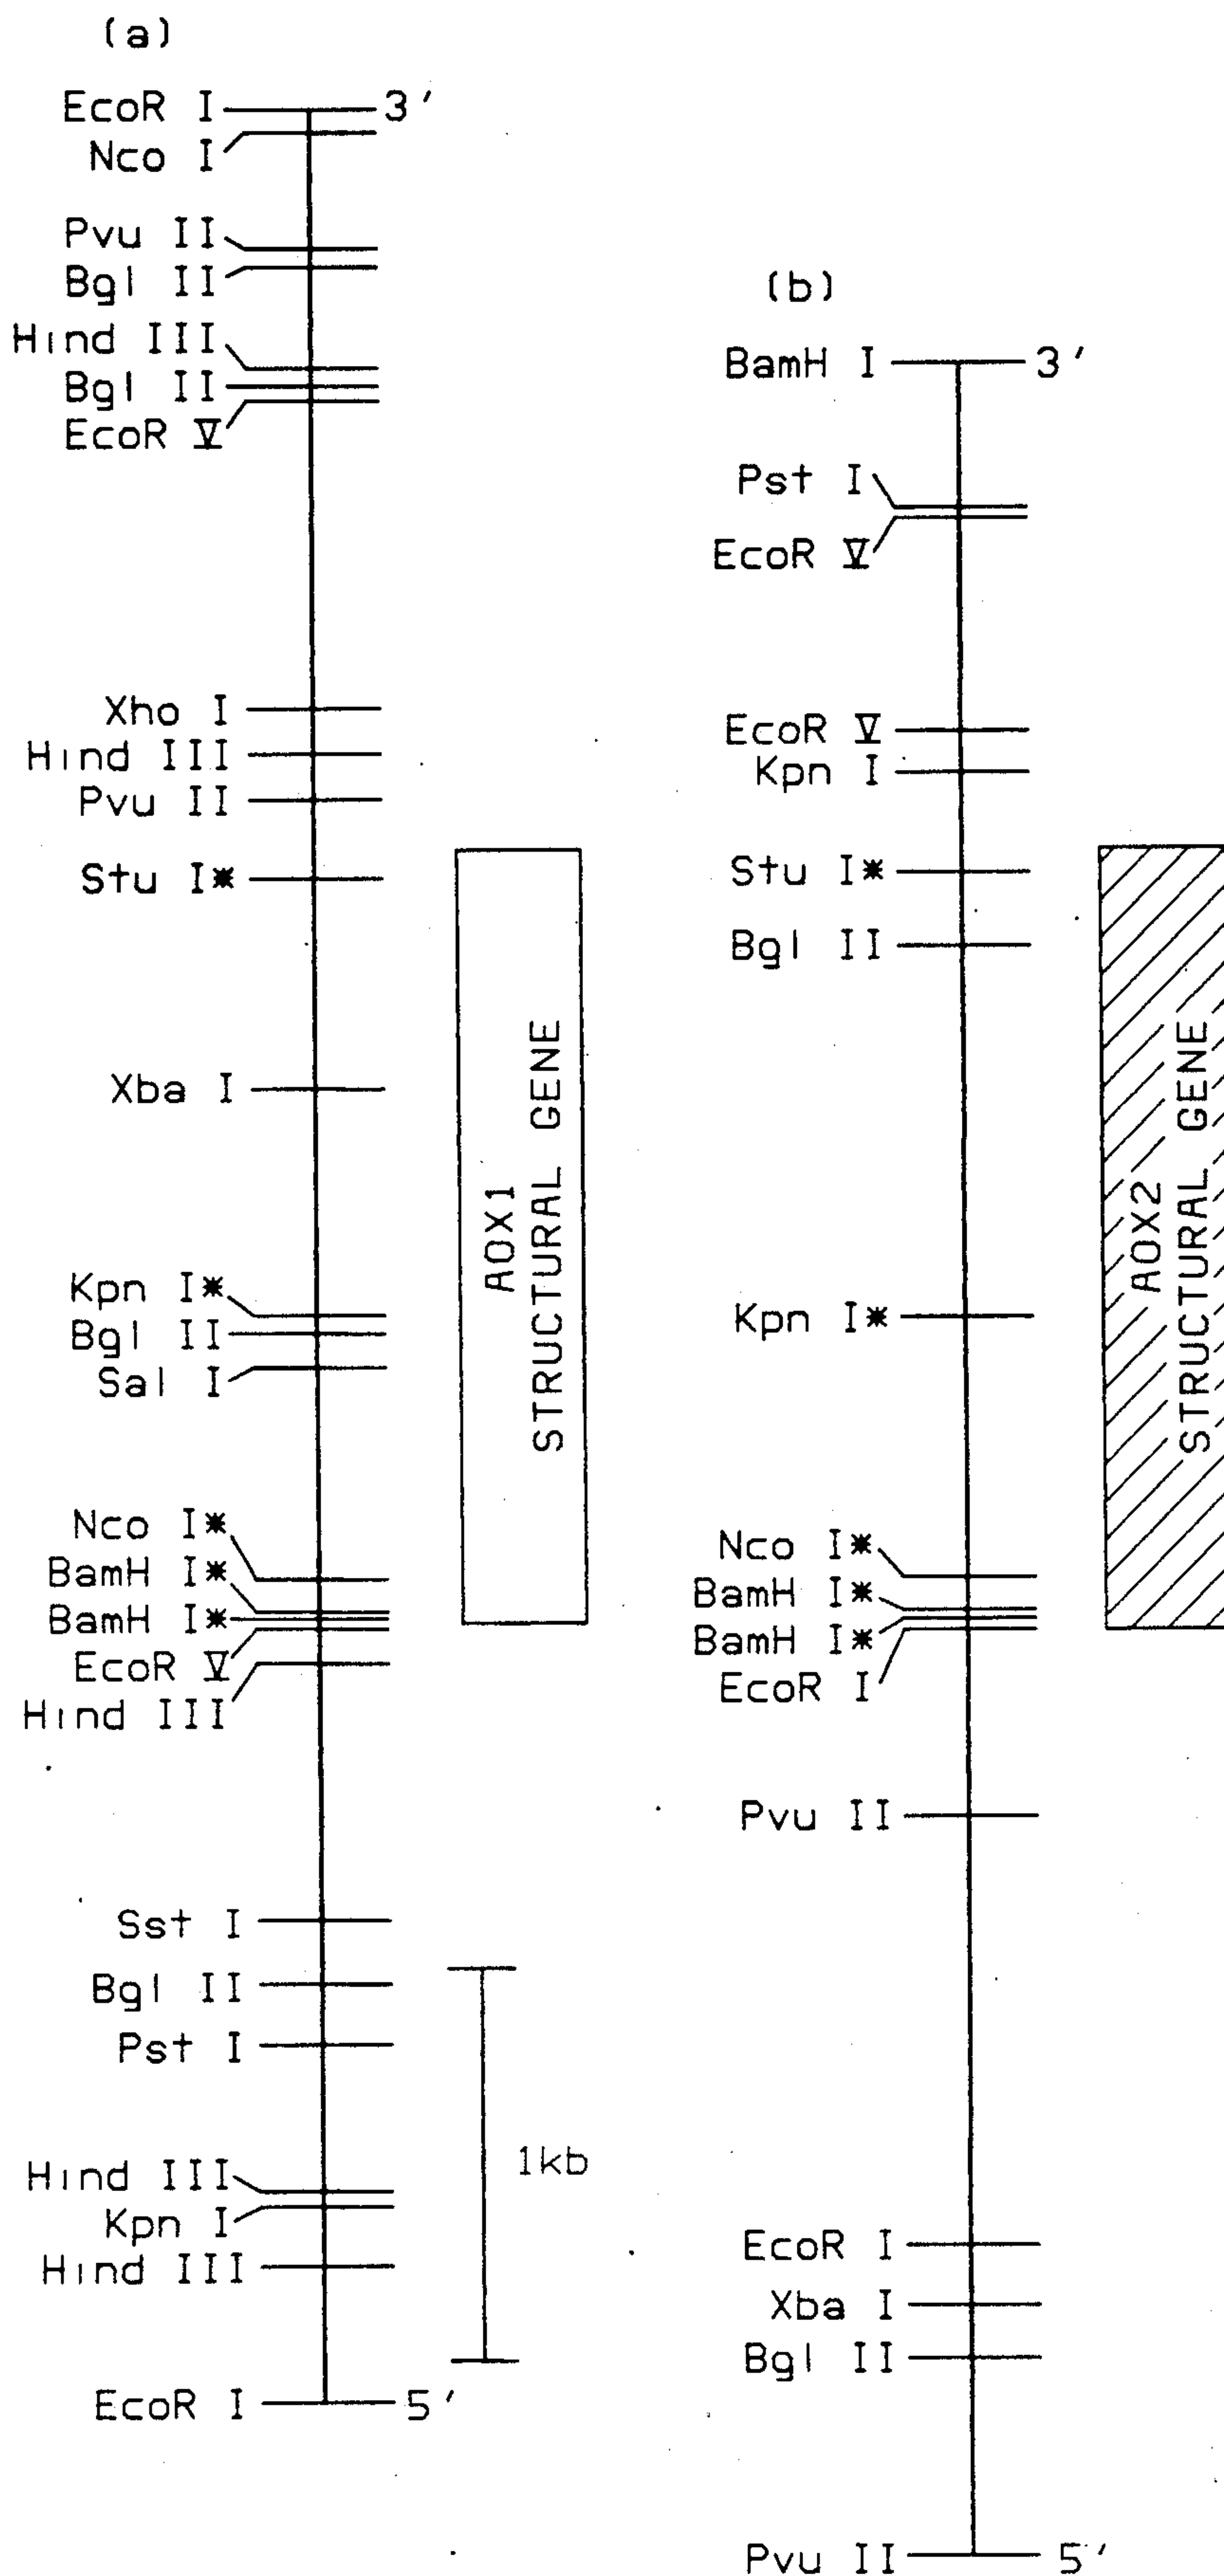 (a)
EcoR I
3'
Nco I
Pvu II
Bgl II
Hind III
Bgl II
EcoR V
Xho I
Hind III
Pvu II
Stu I*
Xba I
Kpn I*
Bgl II
Sal I
Nco I*
BamH I*
BamH I*
EcoR V
Hind III
Sst I
Bgl II
Pst I
Hind III
Kpn I
Hind III
EcoR I
5'
AOX1
STRUCTURAL GENE
1kb
(b)
BamH I
3'
Pst I
EcoR V
EcoR V
Kpn I
Stu I*
Bgl II
Kpn I*
Nco I*
BamH I*
BamH I*
EcoR I
Pvu II
EcoR I
Xba I
Bgl II
Pvu II
5'
AOX2
STRUCTURAL GENE